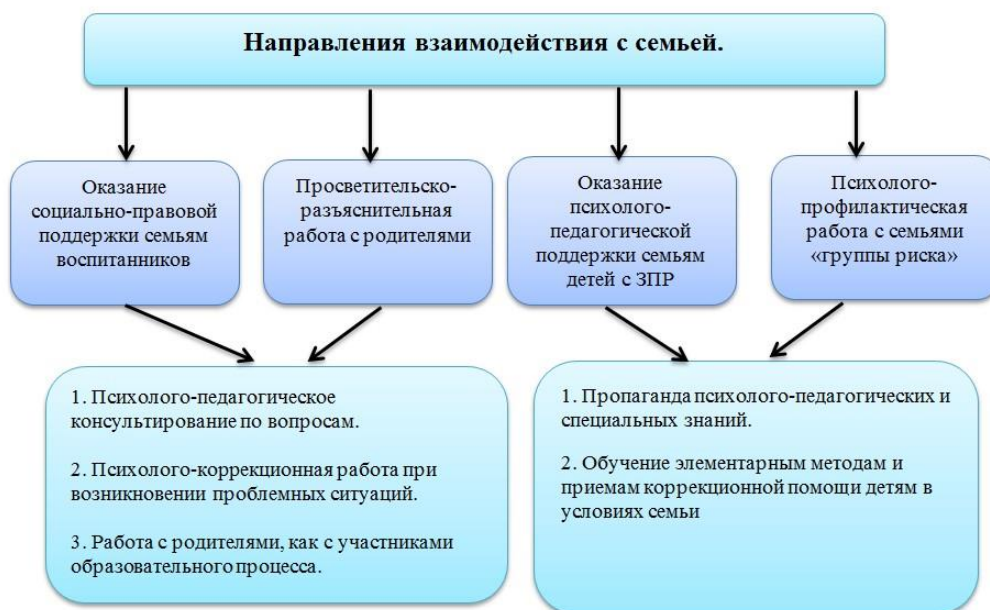 Направления взаимодействия с семьей.
Оказание
социально-правовой
поддержки семьям
воспитанников
Просветительско-
разъяснительная
работа с родителями
Оказание
психолого-
педагогической
поддержки семьям
детей с ЗПР
Психолого-
профилактическая
работа с семьями
«группы риска»
1. Психолого-педагогическое
консультирование по вопросам.
2. Психолого-коррекционная работа при
возникновении проблемных ситуаций.
3. Работа с родителями, как с участниками
образовательного процесса.
1. Пропаганда психолого-педагогических и
специальных знаний.
2. Обучение элементарным методам и
приемам коррекционной помощи детям в
условиях семьи